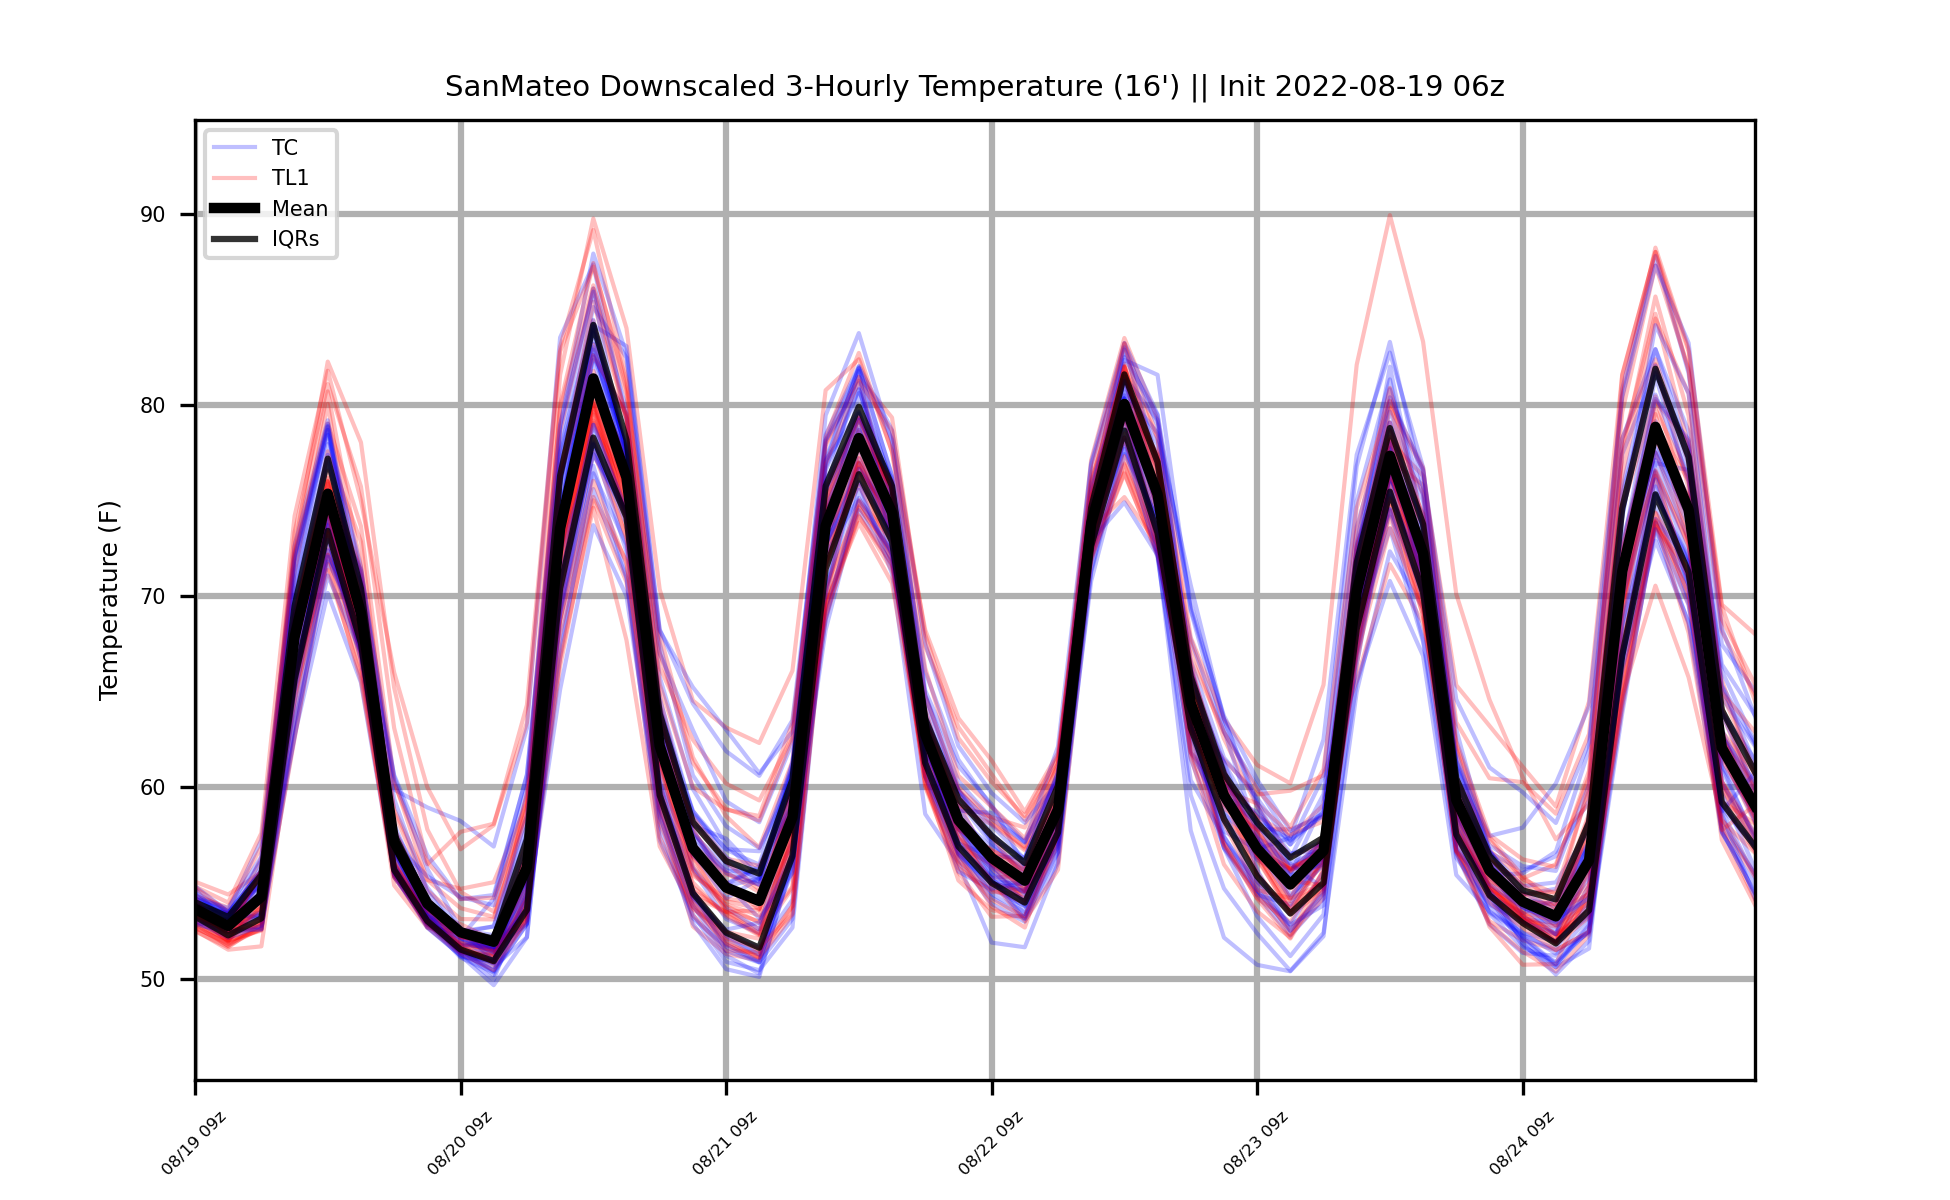 SanMateo Downscaled 3-Hourly Temperature (16') || Init 2022-08-19 06z
TC
TL1
Mean
IQRs
Temperature (F)
90
80
70
60
50
08/19 09z
08/20 09z
08/21 09z
08/22 09z
08/23 09z
08/24 09z